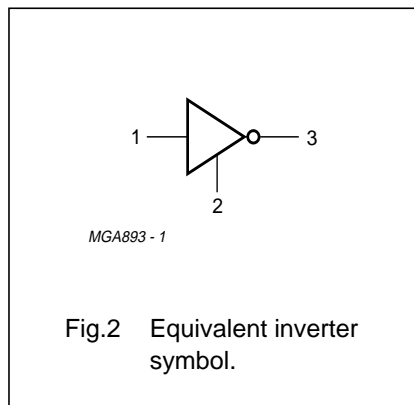 1 3
2
MGA893 - 1
Fig.2 Equivalent inverter
symbol.